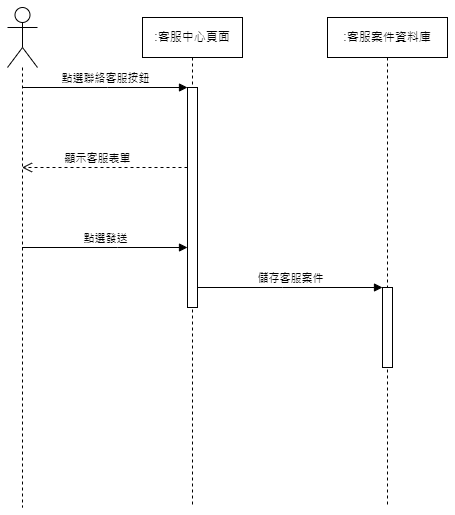 :客服中心頁面
:客服案件資料庫
點選聯絡客服按鈕
顯示客服表單
點選發送
儲存客服案件